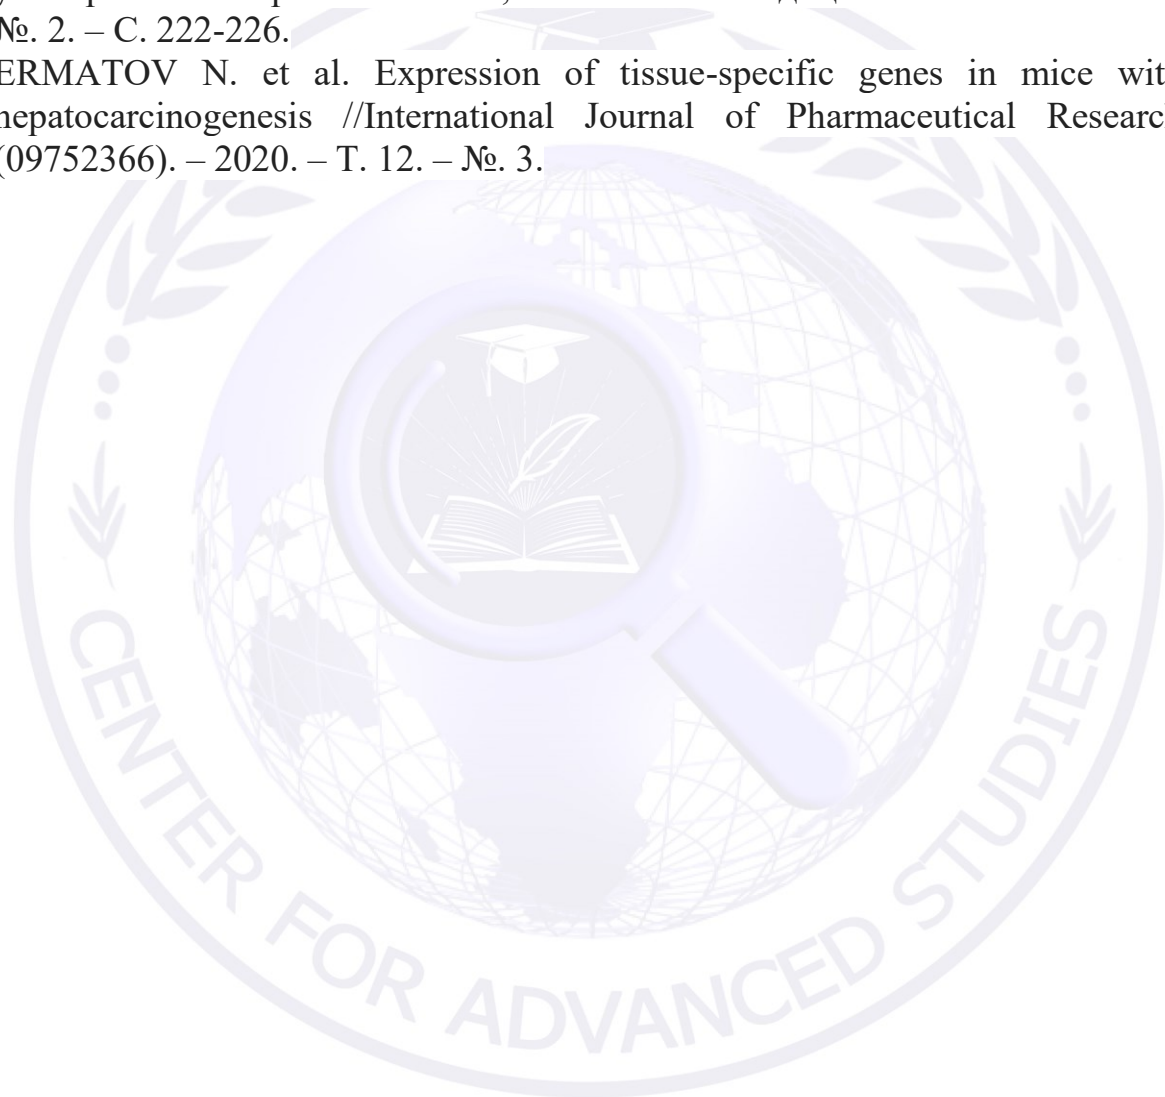 №. 2. – С. 222-226.
ERMATOV N. et al. Expression of tissue-specific genes in mice wit
hepatocarcinogenesis //International Journal of Pharmaceutical Researc
(09752366). – 2020. – Т. 12. – №. 3.
CENTER FOR ADVANCED STUDIES